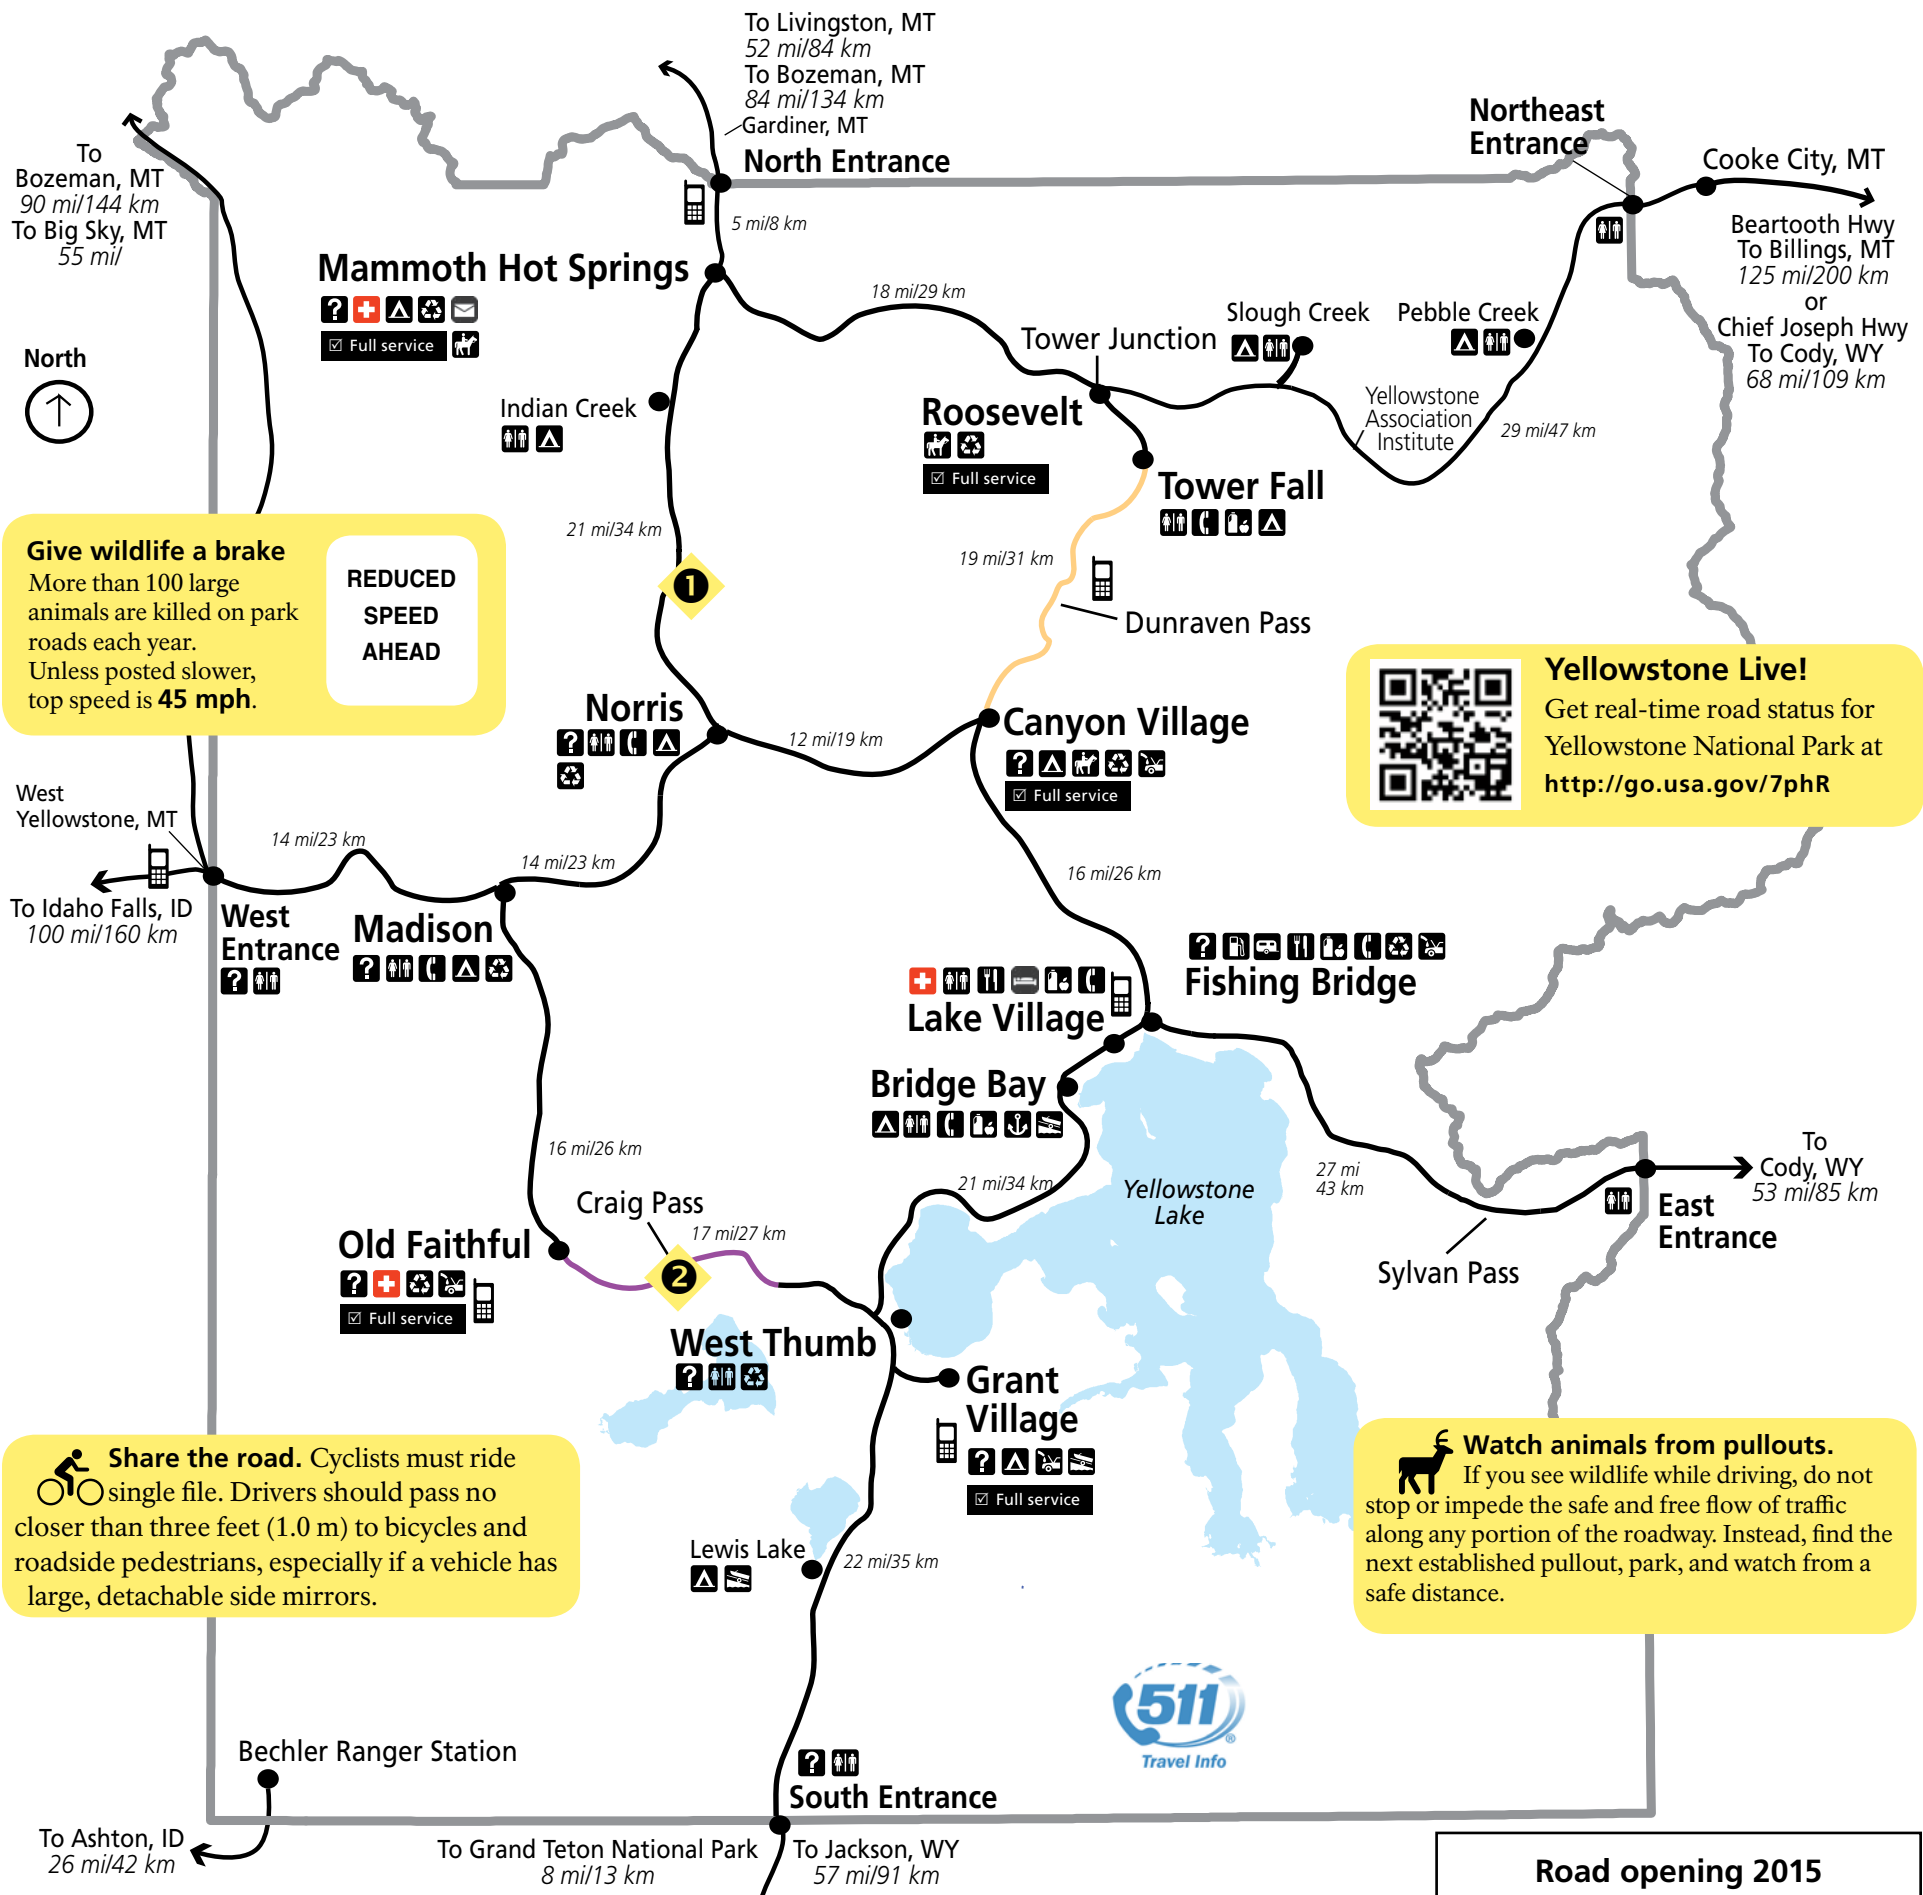 To Livingston, MT
52 mi/84 km
To Bozeman, MT
84 mi/134 km
Gardiner, MT
North Entrance
Northeast
Entrance
Cooke City, MT
To
Bozeman, MT
90 mi/144 km
To Big Sky, MT
55 mi/
5 mi/8 km
Beartooth Hwy
To Billings, MT
125 mi/200 km
or
Chief Joseph Hwy
To Cody, WY
68 mi/109 km
Mammoth Hot Springs
?
☑ Full service
18 mi/29 km
Slough Creek
Pebble Creek
Tower Junction
North
Indian Creek
Roosevelt
☑ Full service
Yellowstone
Association
Institute
29 mi/47 km
Tower Fall
21 mi/34 km
19 mi/31 km
1
Dunraven Pass
Give wildlife a brake
More than 100 large
animals are killed on park
roads each year.
Unless posted slower,
top speed is 45 mph.
REDUCED
SPEED
AHEAD
Yellowstone Live!
Get real-time road status for
Yellowstone National Park at
http://go.usa.gov/7phR
Norris
?
12 mi/19 km
Canyon Village
?
☑ Full service
West
Yellowstone, MT
14 mi/23 km
14 mi/23 km
16 mi/26 km
To Idaho Falls, ID
100 mi/160 km
West
Entrance
?
Madison
?
?
Fishing Bridge
Lake Village
Bridge Bay
16 mi/26 km
21 mi/34 km
Yellowstone
Lake
27 mi
43 km
To
Cody, WY
53 mi/85 km
East
Entrance
Sylvan Pass
Craig Pass
17 mi/27 km
Old Faithful
?
☑ Full service
2
West Thumb
?
Grant
Village
?
☑ Full service
Share the road. Cyclists must ride
single file. Drivers should pass no
closer than three feet (1.0 m) to bicycles and
roadside pedestrians, especially if a vehicle has
large, detachable side mirrors.
Watch animals from pullouts.
If you see wildlife while driving, do not
stop or impede the safe and free flow of traffic
along any portion of the roadway. Instead, find the
next established pullout, park, and watch from a
safe distance.
Lewis Lake
22 mi/35 km
511®
Travel Info
Bechler Ranger Station
?
South Entrance
To Ashton, ID
26 mi/42 km
To Grand Teton National Park
8 mi/13 km
To Jackson, WY
57 mi/91 km
Road opening 2015